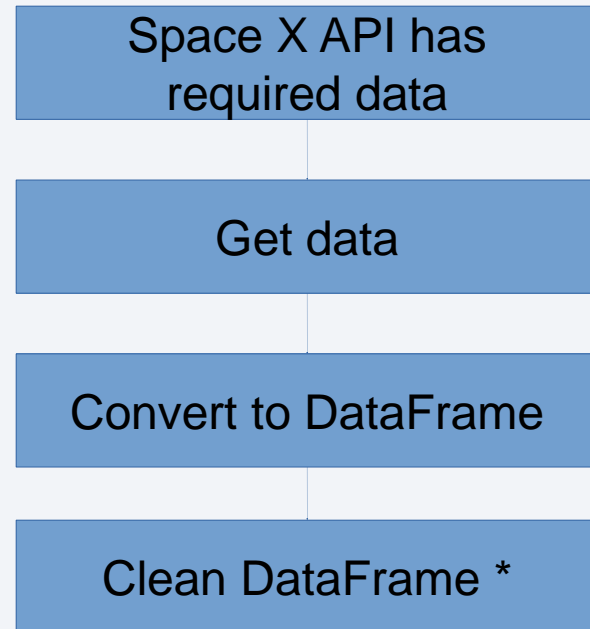 Space X API has
required data
Get data
Convert to DataFrame
Clean DataFrame *